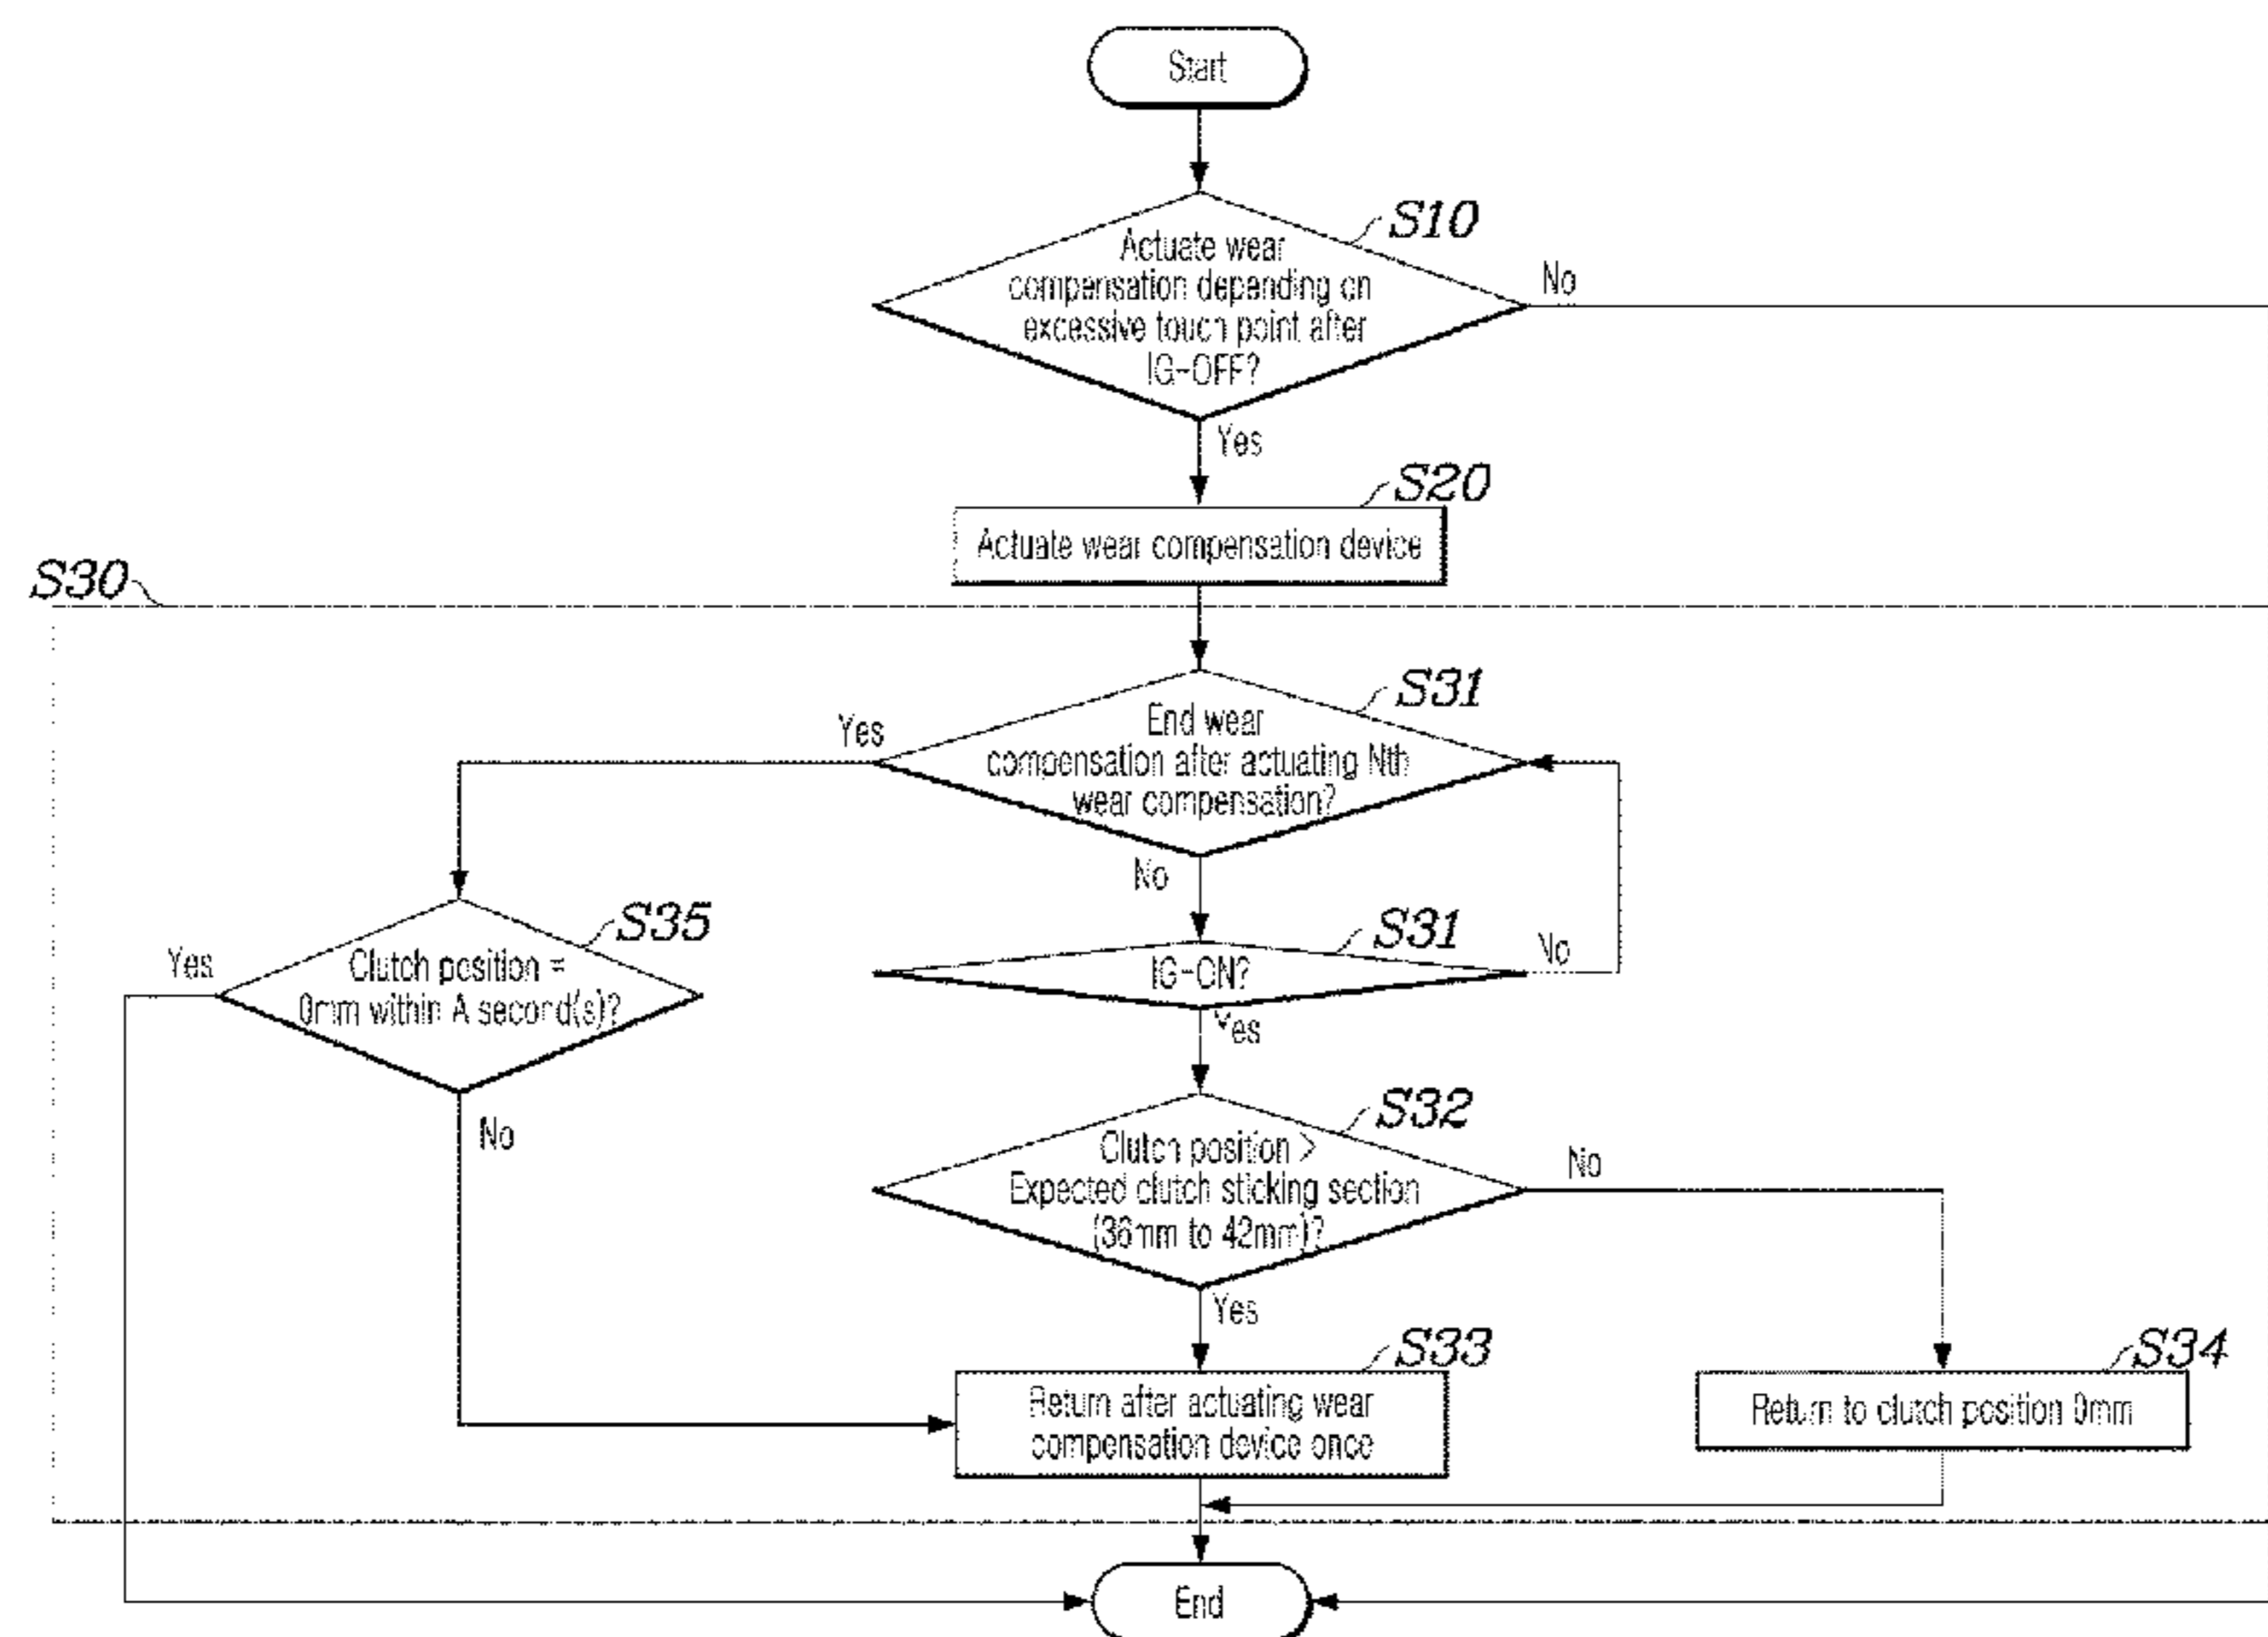 Start
S10
Actuate wear
compensation depending on
excessive touch point after
IG-OFF?
No
Yes
S20
Actuate wear compensation device
S30
S31
End wear
compensation after actuating Nth
wear compensation?
Yes
No
S35
Clutch position =
0mm within A second(s)?
Yes
No
S31
IG-ON?
No
Yes
S32
Clutch position >
Expected clutch sticking section
(36mm to 42mm)?
No
Yes
S33
Return after actuating wear
compensation device once
S34
Return to clutch position 0mm
End